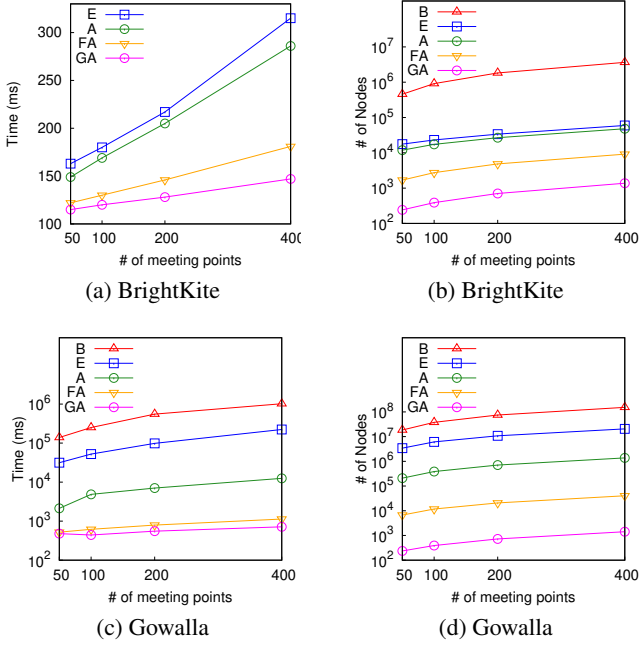 E
A
FA
GA
300
250
200
150
100
Time (ms)
50 100 200 400
# of meeting points
(a) BrightKite
B
E
A
FA
GA
10^7
10^6
10^5
10^4
10^3
10^2
# of Nodes
50 100 200 400
# of meeting points
(b) BrightKite
B
E
A
FA
GA
10^6
10^5
10^4
10^3
10^2
Time (ms)
50 100 200 400
# of meeting points
(c) Gowalla
B
E
A
FA
GA
10^8
10^7
10^6
10^5
10^4
10^3
10^2
# of Nodes
50 100 200 400
# of meeting points
(d) Gowalla